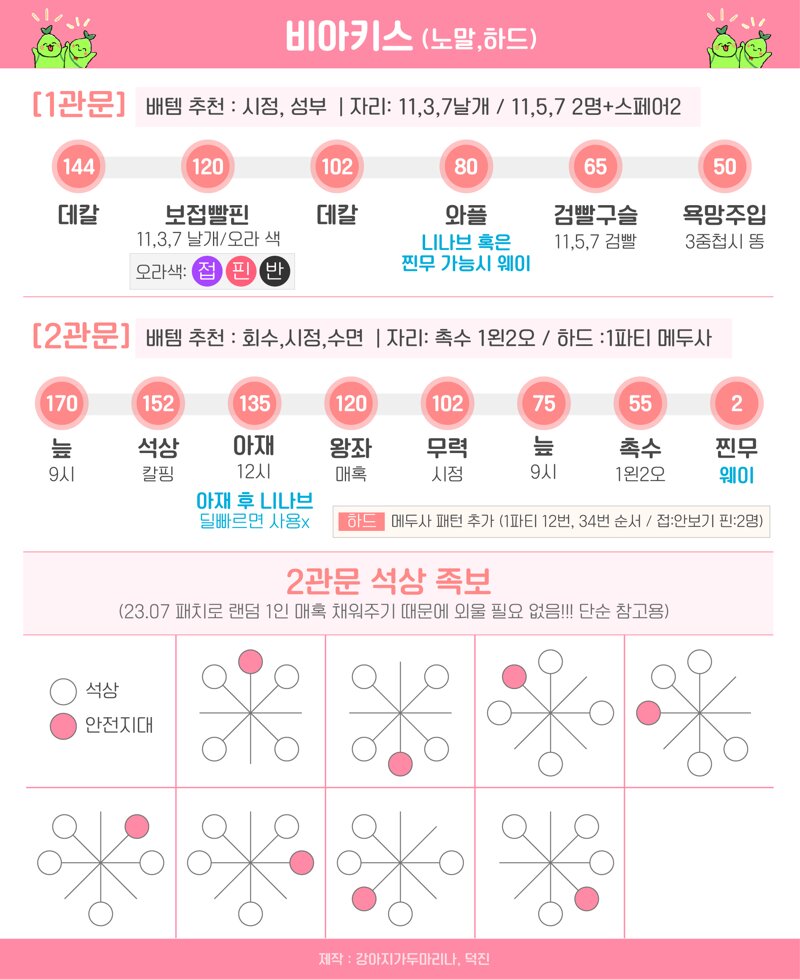 비아키스 (노말,하드)
[1관문] 배템 추천 : 시정, 성부 | 자리: 11,3,7날개 / 11,5,7 2명+스페어2
144 120 102 80 65 50
데칼 보접빨핀 데칼 와플 검빨구슬 욕망주입
11,3,7 날개/오라 색 니나브 혹은 11,5,7 검빨 3중첩시 똥
찐무 가능시 웨이
오라색: 접 핀 반
[2관문] 배템 추천 : 회수,시정,수면 | 자리: 촉수 1왼2오 / 하드 :1파티 메두사
170 152 135 120 102 75 55 2
늪 석상 아재 왕좌 무력 늪 촉수 찐무
9시 칼핑 12시 매혹 시정 9시 1왼2오 웨이
아재 후 니나브
딜빠르면 사용x
하드 메두사 패턴 추가 (1파티 12번, 34번 순서 / 접:안보기 핀:2명)
2관문 석상 족보
(23.07 패치로 랜덤 1인 매혹 채워주기 때문에 외울 필요 없음!!! 단순 참고용)
석상
안전지대
제작 : 강아지가두마리나, 덕진